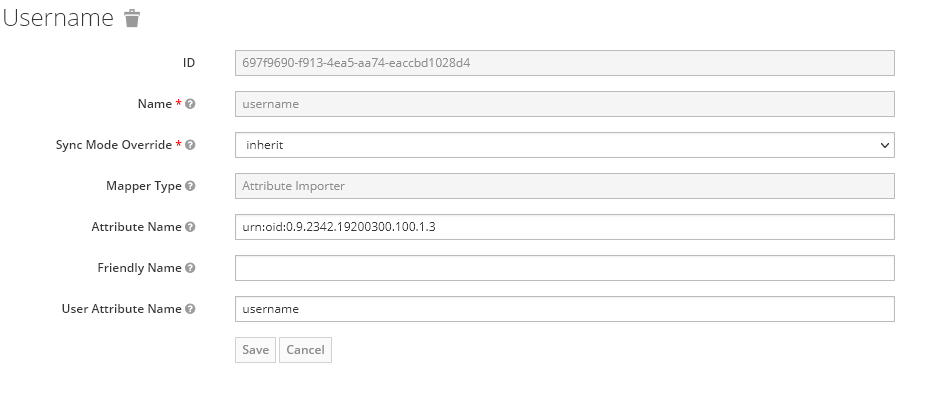 Username
ID 697f9690-f913-4ea5-aa74-eaccbd1028d4
Name * username
Sync Mode Override * inherit
Mapper Type Attribute Importer
Attribute Name urn:oid:0.9.2342.19200300.100.1.3
Friendly Name
User Attribute Name username
Save Cancel